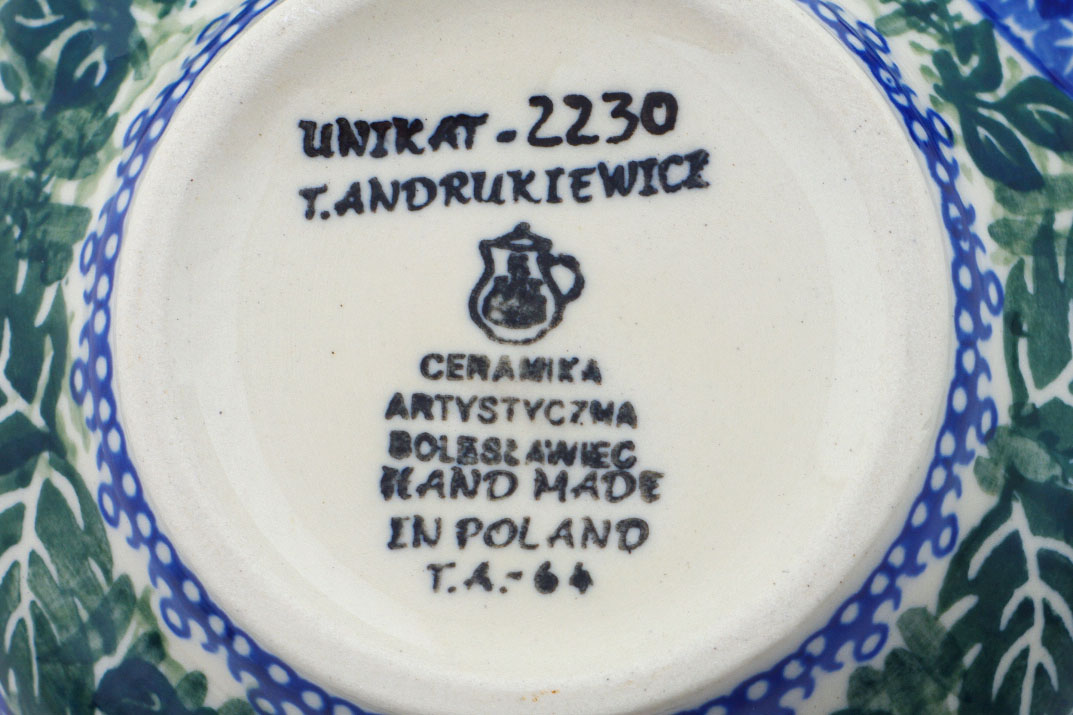 UNIKAT - 2230
T. ANDRUKIEWICZ
CERAMIKA
ARTYSTYCZNA
BOLESŁAWIEC
HAND MADE
IN POLAND
T.A.- 64